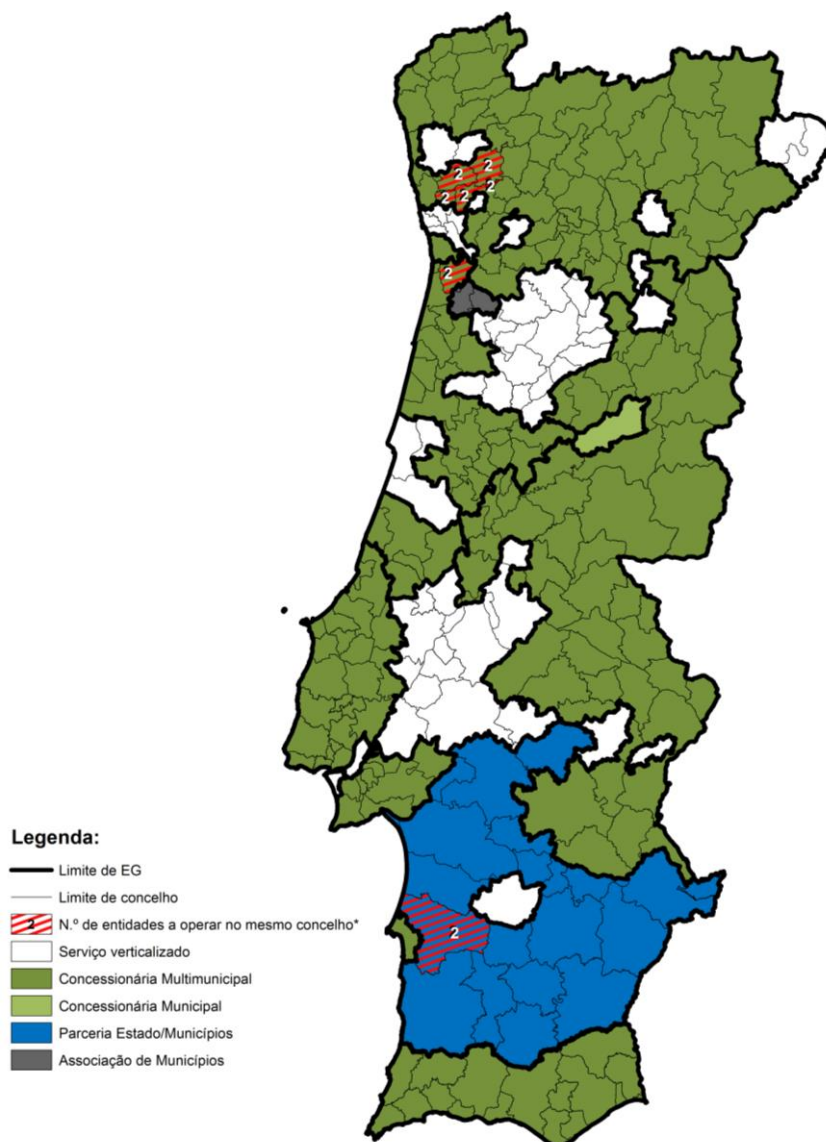 2
2
2
2
2
2
2
Legenda:
Limite de EG
Limite de concelho
2 N.º de entidades a operar no mesmo concelho*
Serviço verticalizado
Concessionária Multimunicipal
Concessionária Municipal
Parceria Estado/Municípios
Associação de Municípios